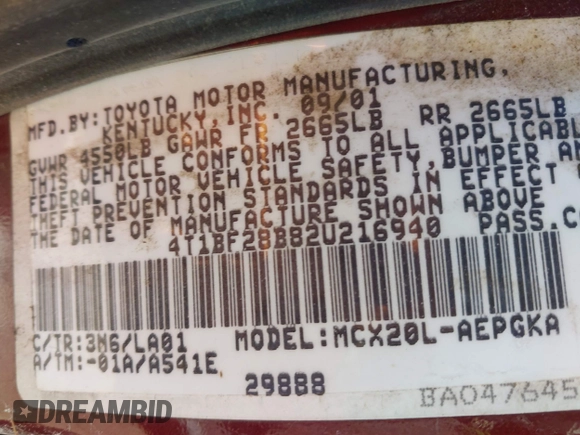 MFD.BY:TOYOTA MOTOR MANUFACTURING,
KENTUCKY,INC. 09/01
GVWR 4550LB GAWR FR 2665LB RR 2665LB
THIS VEHICLE CONFORMS TO ALL APPLICABL
FEDERAL MOTOR VEHICLE SAFETY,BUMPER AN
THEFT PREVENTION STANDARDS IN EFFECT
THE DATE OF MANUFACTURE SHOWN ABOVE
4T1BF28B82U216940 PASS.C
C/TR:3N6/LA01 MODEL:MCX20L-AEPGKA
A/TM:-01A/A541E
29888
BA047645
DREAMBID